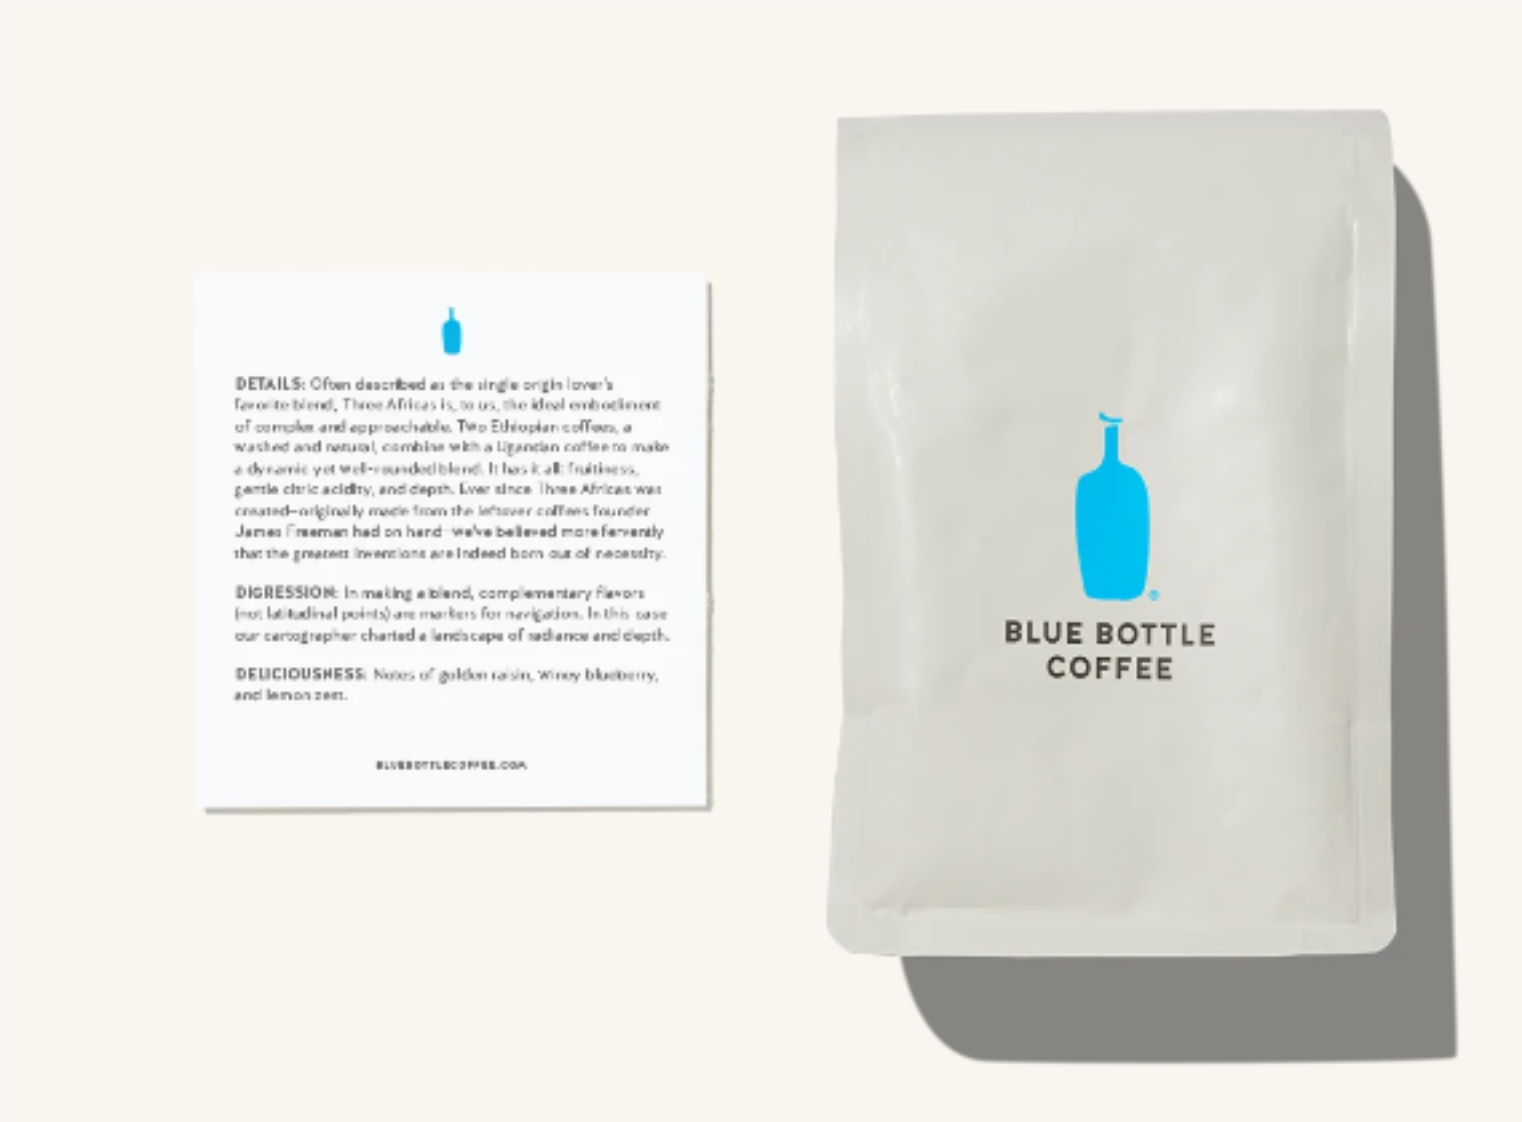 DETAILS: Often described as the single origin lover's
favorite blend, Three Africas is, to us, the ideal embodiment
of complex and approachable. Two Ethiopian coffees, a
washed and natural, combine with a Ugandan coffee to make
a dynamic yet well-rounded blend. It has it all: fruitiness,
gentle citric acidity, and depth. Ever since Three Africas was
created—originally made from the leftover coffees founder
James Freeman had on hand—we've believed more fervently
that the greatest inventions are indeed born out of necessity.
DIGRESSION: In making a blend, complementary flavors
(not latitudinal points) are markers for navigation. In this case
our cartographer charted a landscape of radiance and depth.
DELICIOUSNESS: Notes of golden raisin, winey blueberry,
and lemon zest.
BLUEBOTTLECOFFEE.COM
®
BLUE BOTTLE
COFFEE